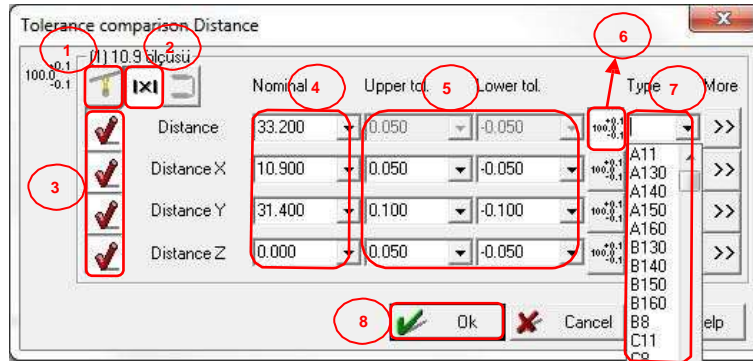 Tolerance comparison Distance
(1) 10.9 ölçüsü
100.0 +0.1 -0.1
1
2
|x|
6
Nominal 4 Upper tol. 5 Lower tol. Type 7 More
Distance 33.200 0.050 -0.050 100 +0.1 -0.1 >>
Distance X 10.900 0.050 -0.050 100 +0.1 -0.1 >>
Distance Y 31.400 0.100 -0.100 100 +0.1 -0.1 >>
Distance Z 0.000 0.050 -0.050 100 +0.1 -0.1 >>
3
A11
A130
A140
A150
A160
B130
B140
B150
B160
B8
C11
C8
8 Ok Cancel elp